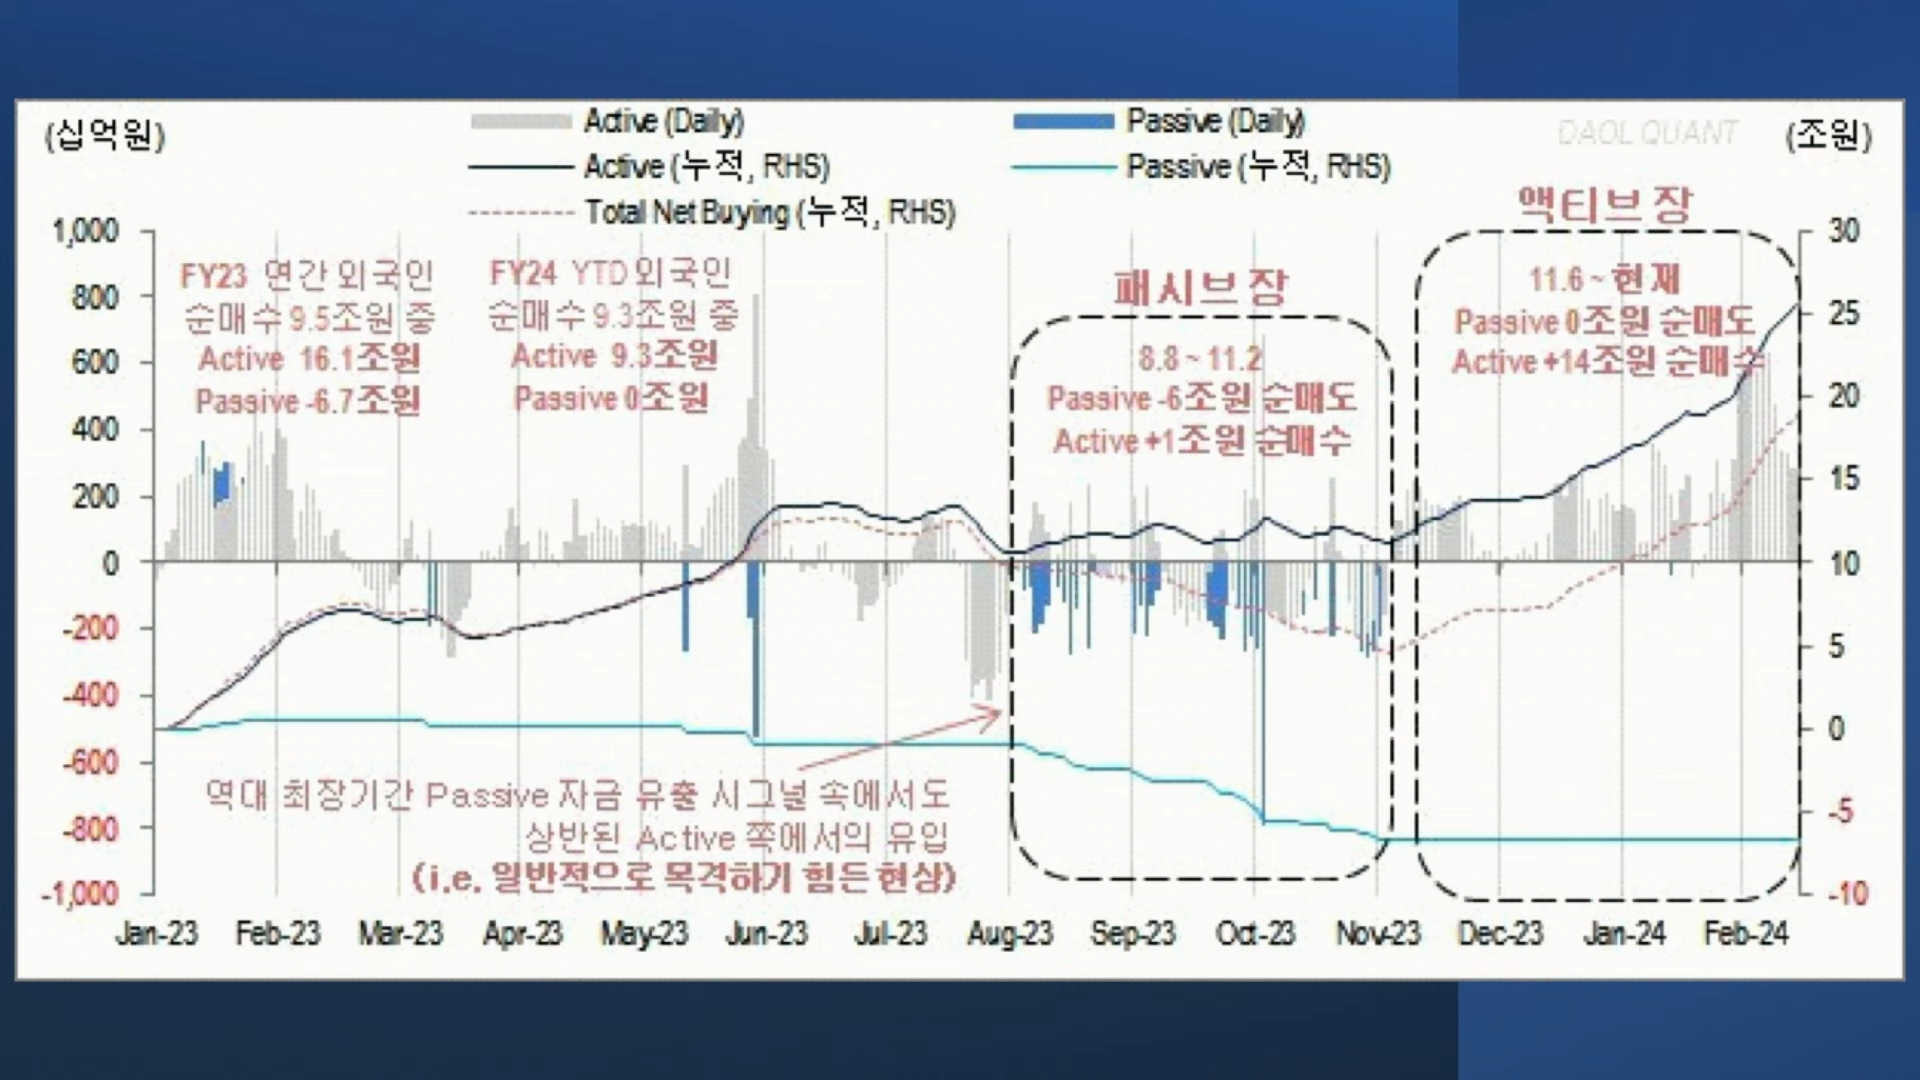 (십억원)
Active (Daily)
Passive (Daily)
DAOL QUANT
(조원)
Active (누적, RHS)
Passive (누적, RHS)
Total Net Buying (누적, RHS)
액티브 장
1,000
800
600
400
200
0
-200
-400
-600
-800
-1,000
FY23 연간 외국인
순매수 9.5조원 중
Active 16.1조원
Passive -6.7조원
FY24 YTD 외국인
순매수 9.3조원 중
Active 9.3조원
Passive 0조원
패시브 장
8.8 ~ 11.2
Passive -6조원 순매도
Active +1조원 순매수
11.6 ~ 현재
Passive 0조원 순매도
Active +14조원 순매수
30
25
20
15
10
5
0
-5
-10
역대 최장기간 Passive 자금 유출 시그널 속에서도
상반된 Active 쪽에서의 유입
(i.e. 일반적으로 목격하기 힘든 현상)
Jan-23 Feb-23 Mar-23 Apr-23 May-23 Jun-23 Jul-23 Aug-23 Sep-23 Oct-23 Nov-23 Dec-23 Jan-24 Feb-24